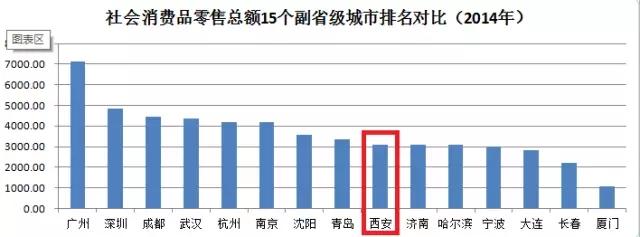 社会消费品零售总额15个副省级城市排名对比（2014年）
图表区
7000.00
6000.00
5000.00
4000.00
3000.00
2000.00
1000.00
0.00
广州 深圳 成都 武汉 杭州 南京 沈阳 青岛 西安 济南 哈尔滨 宁波 大连 长春 厦门